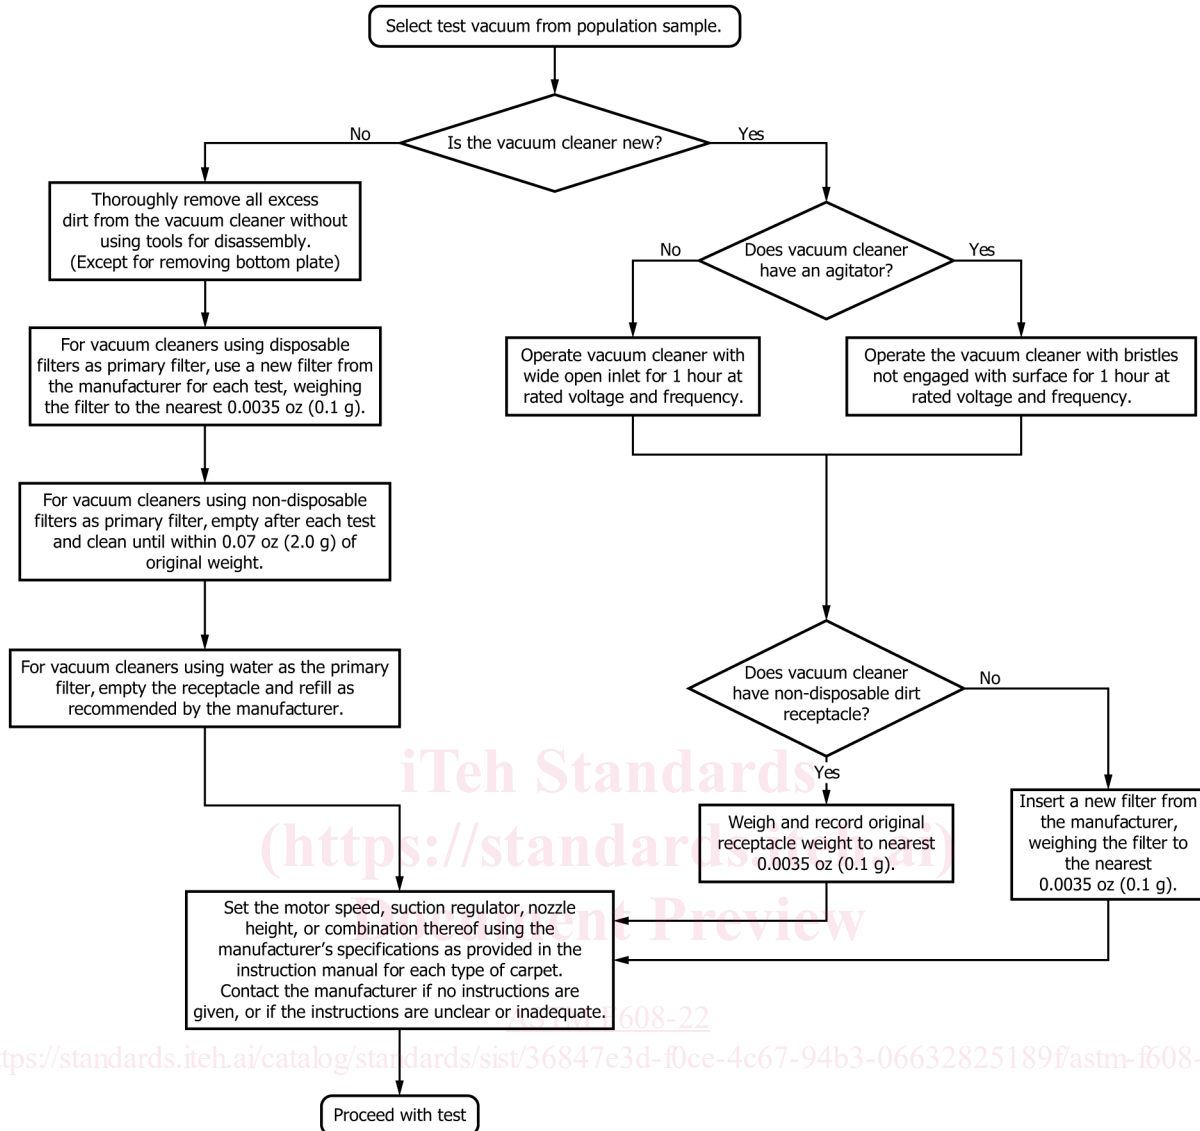 Select test vacuum from population sample.
Is the vacuum cleaner new?
No
Yes
Thoroughly remove all excess
dirt from the vacuum cleaner without
using tools for disassembly.
(Except for removing bottom plate)
For vacuum cleaners using disposable
filters as primary filter, use a new filter from
the manufacturer for each test, weighing
the filter to the nearest 0.0035 oz (0.1 g).
For vacuum cleaners using non-disposable
filters as primary filter, empty after each test
and clean until within 0.07 oz (2.0 g) of
original weight.
For vacuum cleaners using water as the primary
filter, empty the receptacle and refill as
recommended by the manufacturer.
Does vacuum cleaner
have an agitator?
No
Yes
Operate vacuum cleaner with
wide open inlet for 1 hour at
rated voltage and frequency.
Operate the vacuum cleaner with bristles
not engaged with surface for 1 hour at
rated voltage and frequency.
Does vacuum cleaner
have non-disposable dirt
receptacle?
No
Yes
Weigh and record original
receptacle weight to nearest
0.0035 oz (0.1 g).
Insert a new filter from
the manufacturer,
weighing the filter to
the nearest
0.0035 oz (0.1 g).
Set the motor speed, suction regulator, nozzle
height, or combination thereof using the
manufacturer’s specifications as provided in the
instruction manual for each type of carpet.
Contact the manufacturer if no instructions are
given, or if the instructions are unclear or inadequate.
Proceed with test
iTeh Standards
(https://standards.iteh.ai)
Document Preview
ASTM F608-22
ttps://standards.iteh.ai/catalog/standards/sist/36847e3d-f0ce-4c67-94b3-06632825189f/astm-f608-